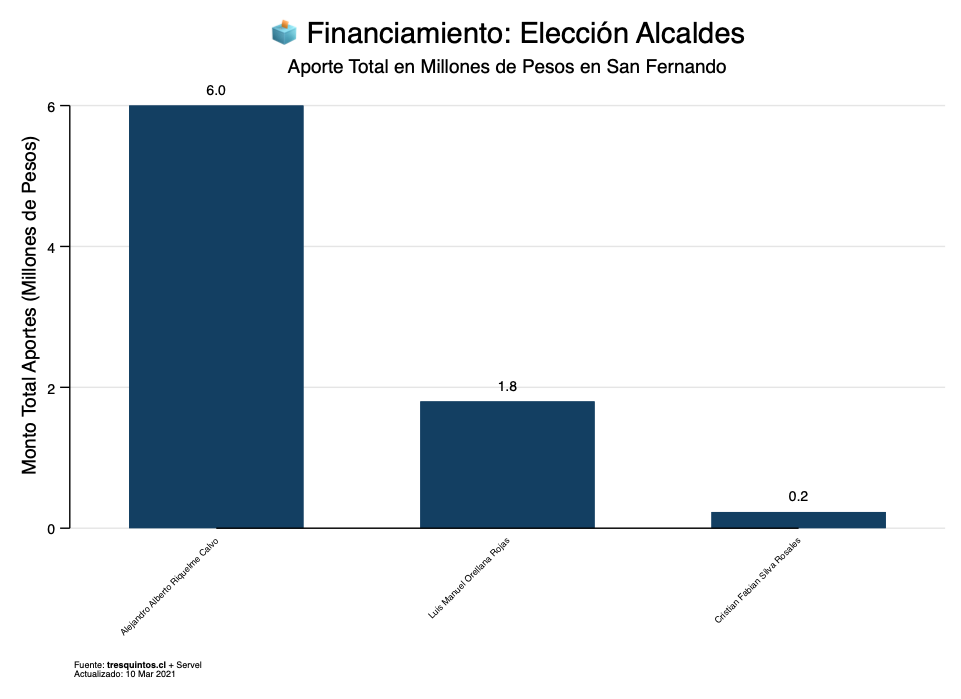 Financiamiento: Elección Alcaldes
Aporte Total en Millones de Pesos en San Fernando
Monto Total Aportes (Millones de Pesos)
6
4
2
0
6.0
1.8
0.2
Alejandro Alberto Riquelme Calvo
Luis Manuel Orellana Rojas
Cristian Fabian Silva Rosales
Fuente: tresquintos.cl + Servel
Actualizado: 10 Mar 2021